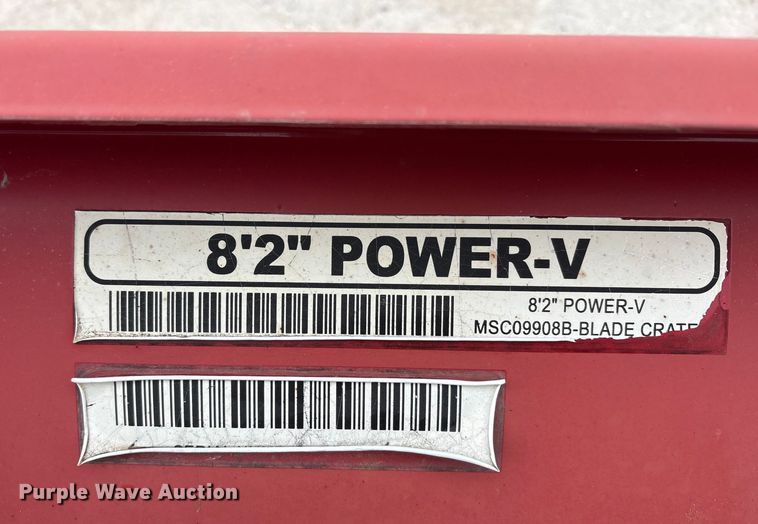 8'2" POWER-V
8'2" POWER-V
MSC09908B-BLADE CRATE
Purple Wave Auction